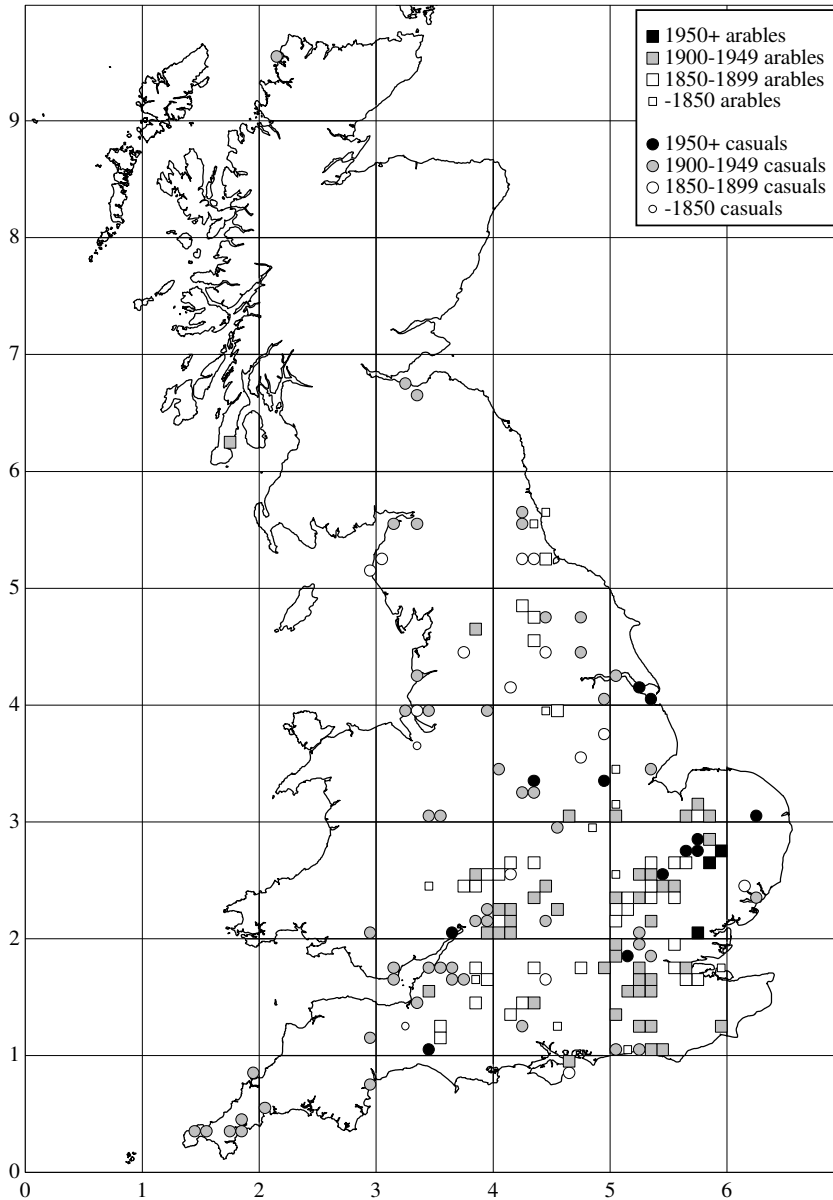 1950+ arables
1900-1949 arables
1850-1899 arables
-1850 arables
1950+ casuals
1900-1949 casuals
1850-1899 casuals
-1850 casuals
9
8
7
6
5
4
3
2
1
0
0 1 2 3 4 5 6